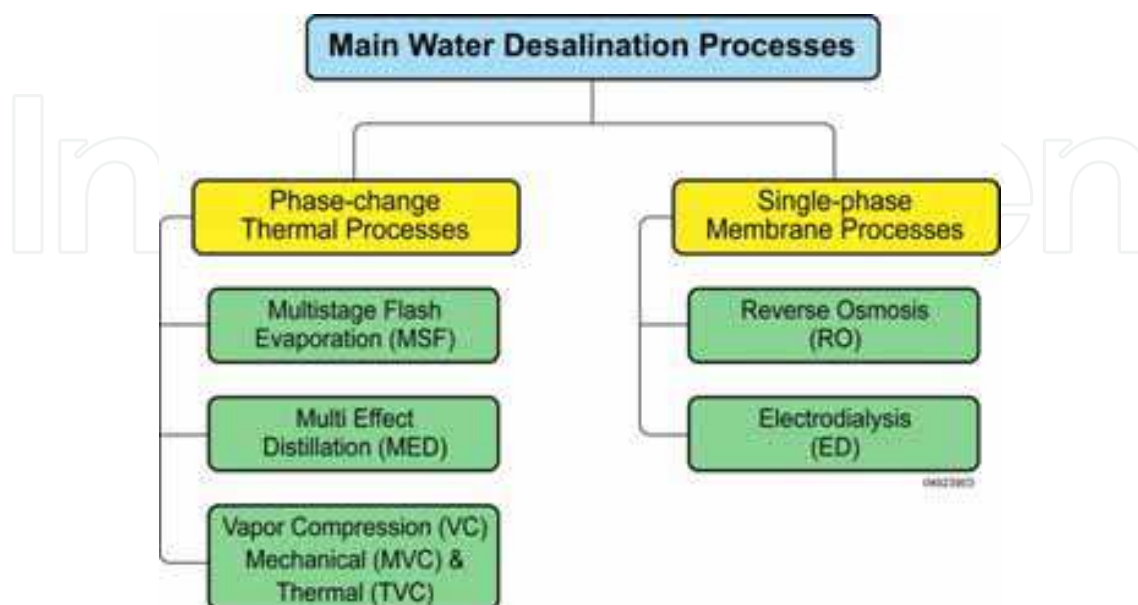 Main Water Desalination Processes
Phase-change
Thermal Processes
Single-phase
Membrane Processes
Multistage Flash
Evaporation (MSF)
Reverse Osmosis
(RO)
Multi Effect
Distillation (MED)
Electrodialysis
(ED)
Vapor Compression (VC)
Mechanical (MVC) &
Thermal (TVC)